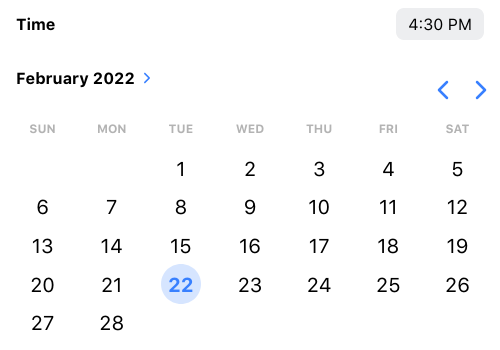 Time 4:30 PM
February 2022
SUN MON TUE WED THU FRI SAT
1 2 3 4 5
6 7 8 9 10 11 12
13 14 15 16 17 18 19
20 21 22 23 24 25 26
27 28